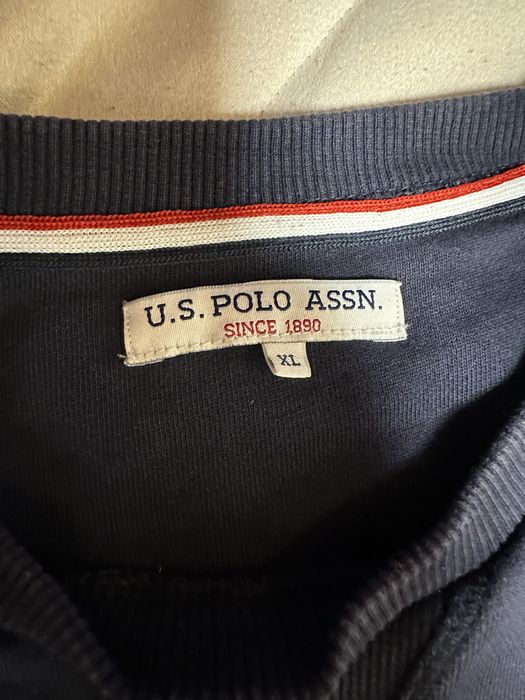 U.S. POLO ASSN.
SINCE 1890
XL